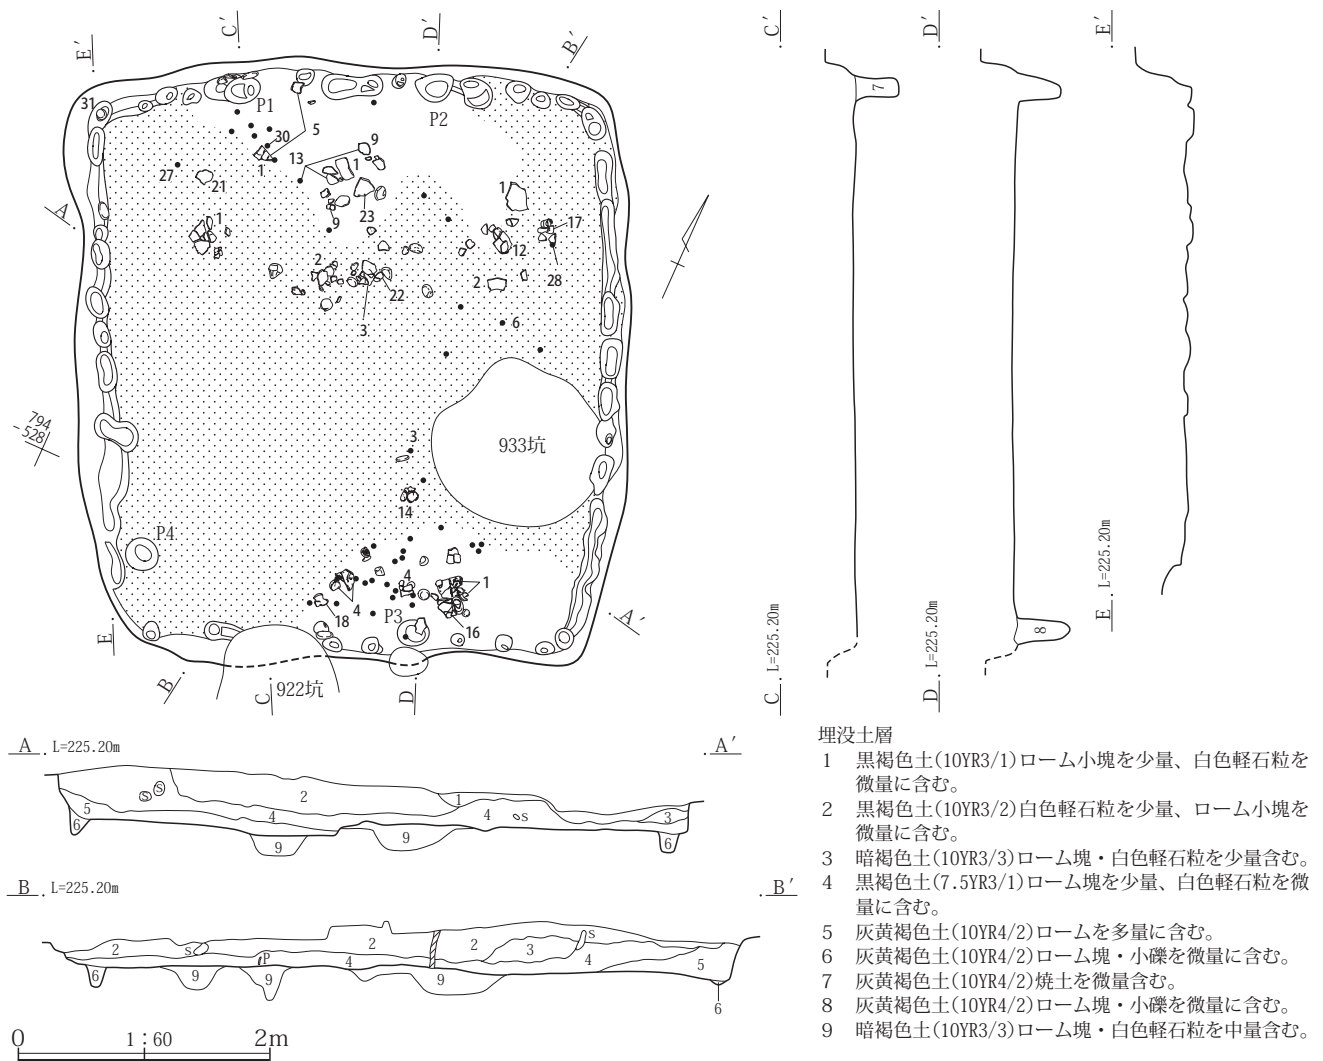 E′
C′
D′
B′
31
P1
P2
5
30
9
13
1
1
27
21
1
1
23
9
17
1
12
28
2
2
22
3
6
A
794
-528
933坑
3
14
P4
4
1
4
P3
18
16
A′
E
B
C
922坑
D
C′
D′
E′
7
8
C L=225.20m
D L=225.20m
E L=225.20m
A L=225.20m A′
S S 2 1 5 4 4 S 3
6 9 9 6
B L=225.20m B′
2 S P 4 2 2 3 S 4 5
6 9 9 9 6
0 1:60 2m
埋没土層
1 黒褐色土(10YR3/1)ローム小塊を少量、白色軽石粒を
微量に含む。
2 黒褐色土(10YR3/2)白色軽石粒を少量、ローム小塊を
微量に含む。
3 暗褐色土(10YR3/3)ローム塊・白色軽石粒を少量含む。
4 黒褐色土(7.5YR3/1)ローム塊を少量、白色軽石粒を微
量に含む。
5 灰黄褐色土(10YR4/2)ロームを多量に含む。
6 灰黄褐色土(10YR4/2)ローム塊・小礫を微量に含む。
7 灰黄褐色土(10YR4/2)焼土を微量含む。
8 灰黄褐色土(10YR4/2)ローム塊・小礫を微量に含む。
9 暗褐色土(10YR3/3)ローム塊・白色軽石粒を中量含む。